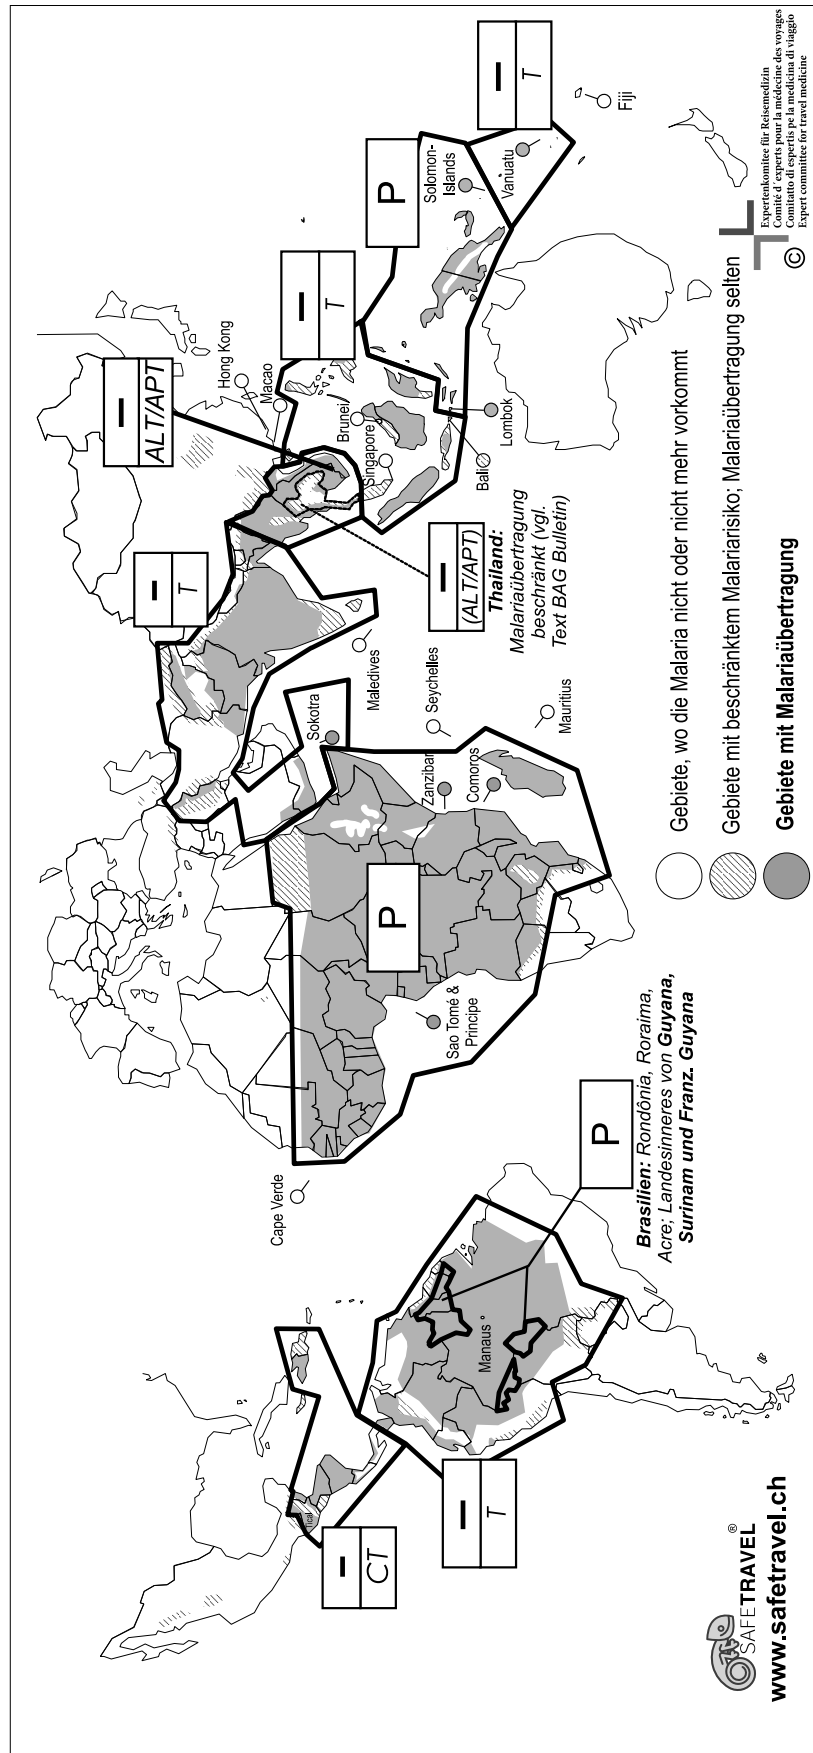 Tical
–
CT
–
T
Manaus °
P
Brasilien: Rondônia, Roraima,
Acre; Landesinneres von Guyana,
Surinam und Franz. Guyana
Cape Verde
Sao Tomé &
Principe
P
Sokotra
Zanzibar
Comoros
Seychelles
Mauritius
Maledives
–
T
–
ALT/APT
–
(ALT/APT)
Thailand:
Malariaübertragung
beschränkt (vgl.
Text BAG Bulletin)
Hong Kong
Macao
Brunei
Singapore
Bali
Lombok
–
T
P
Solomon-
Islands
Vanuatu
–
T
Fiji
Gebiete, wo die Malaria nicht oder nicht mehr vorkommt
Gebiete mit beschränktem Malariarisiko; Malariaübertragung selten
Gebiete mit Malariaübertragung
SAFETRAVEL®
www.safetravel.ch
©
Expertenkomitee für Reisemedizin
Comité d´experts pour la médecine des voyages
Comitatto di espertis pe la medicina di viaggio
Expert committee for travel medicine